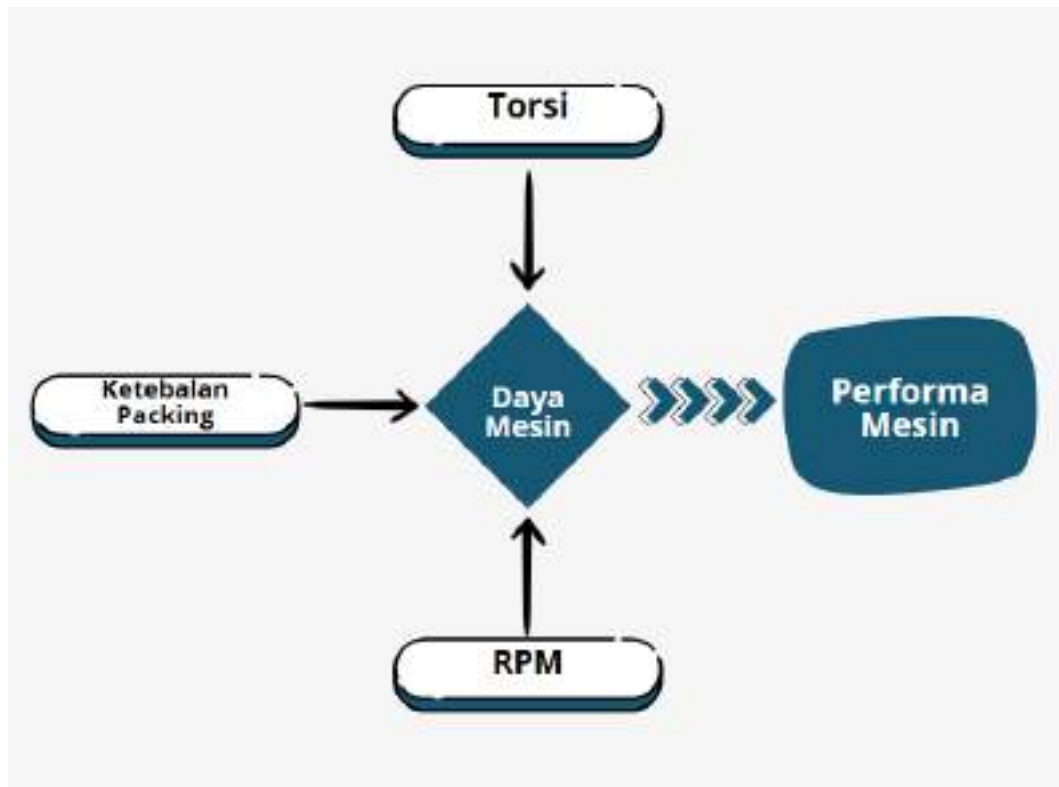 Torsi
Ketebalan
Packing
Daya
Mesin
Performa
Mesin
RPM